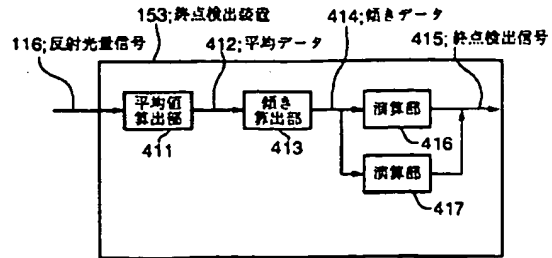 153;終点検出装置
414;傾きデータ
116;反射光量信号
412;平均データ
415;終点検出信号
平均値
算出部
傾き
算出部
演算部
411
413
416
演算部
417